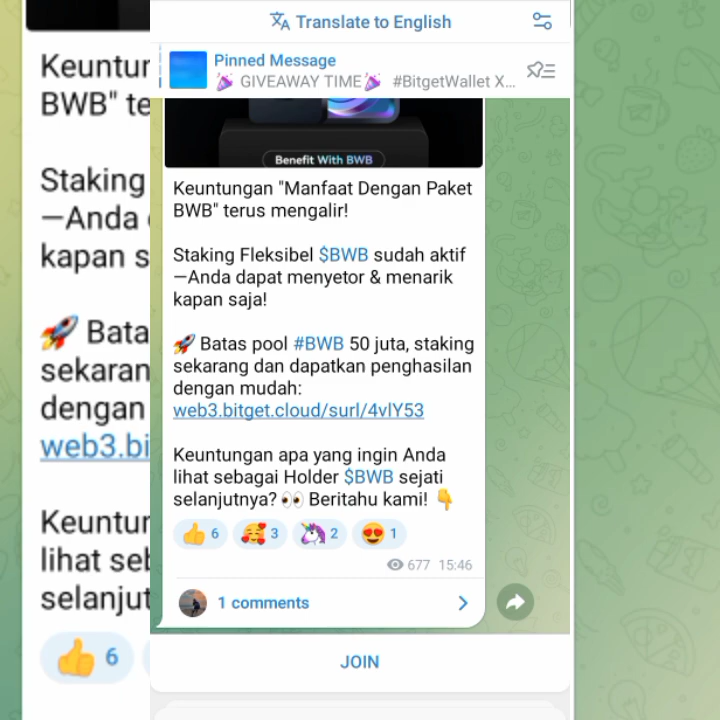 Translate to English
Pinned Message
🎉 GIVEAWAY TIME🎉 #BitgetWallet X...
Benefit With BWB
Keuntungan "Manfaat Dengan Paket
BWB" terus mengalir!
Staking Fleksibel $BWB sudah aktif
—Anda dapat menyetor & menarik
kapan saja!
🚀 Batas pool #BWB 50 juta, staking
sekarang dan dapatkan penghasilan
dengan mudah:
web3.bitget.cloud/surl/4vlY53
Keuntungan apa yang ingin Anda
lihat sebagai Holder $BWB sejati
selanjutnya? 👀 Beritahu kami! 👇
👍 6 🥰 3 🦄 2 😍 1
677 15:46
1 comments
JOIN
Keuntur
BWB" te
Staking
—Anda
kapan s
🚀 Bata
sekaran
dengan
web3.bi
Keuntur
lihat seb
selanjut
👍 6